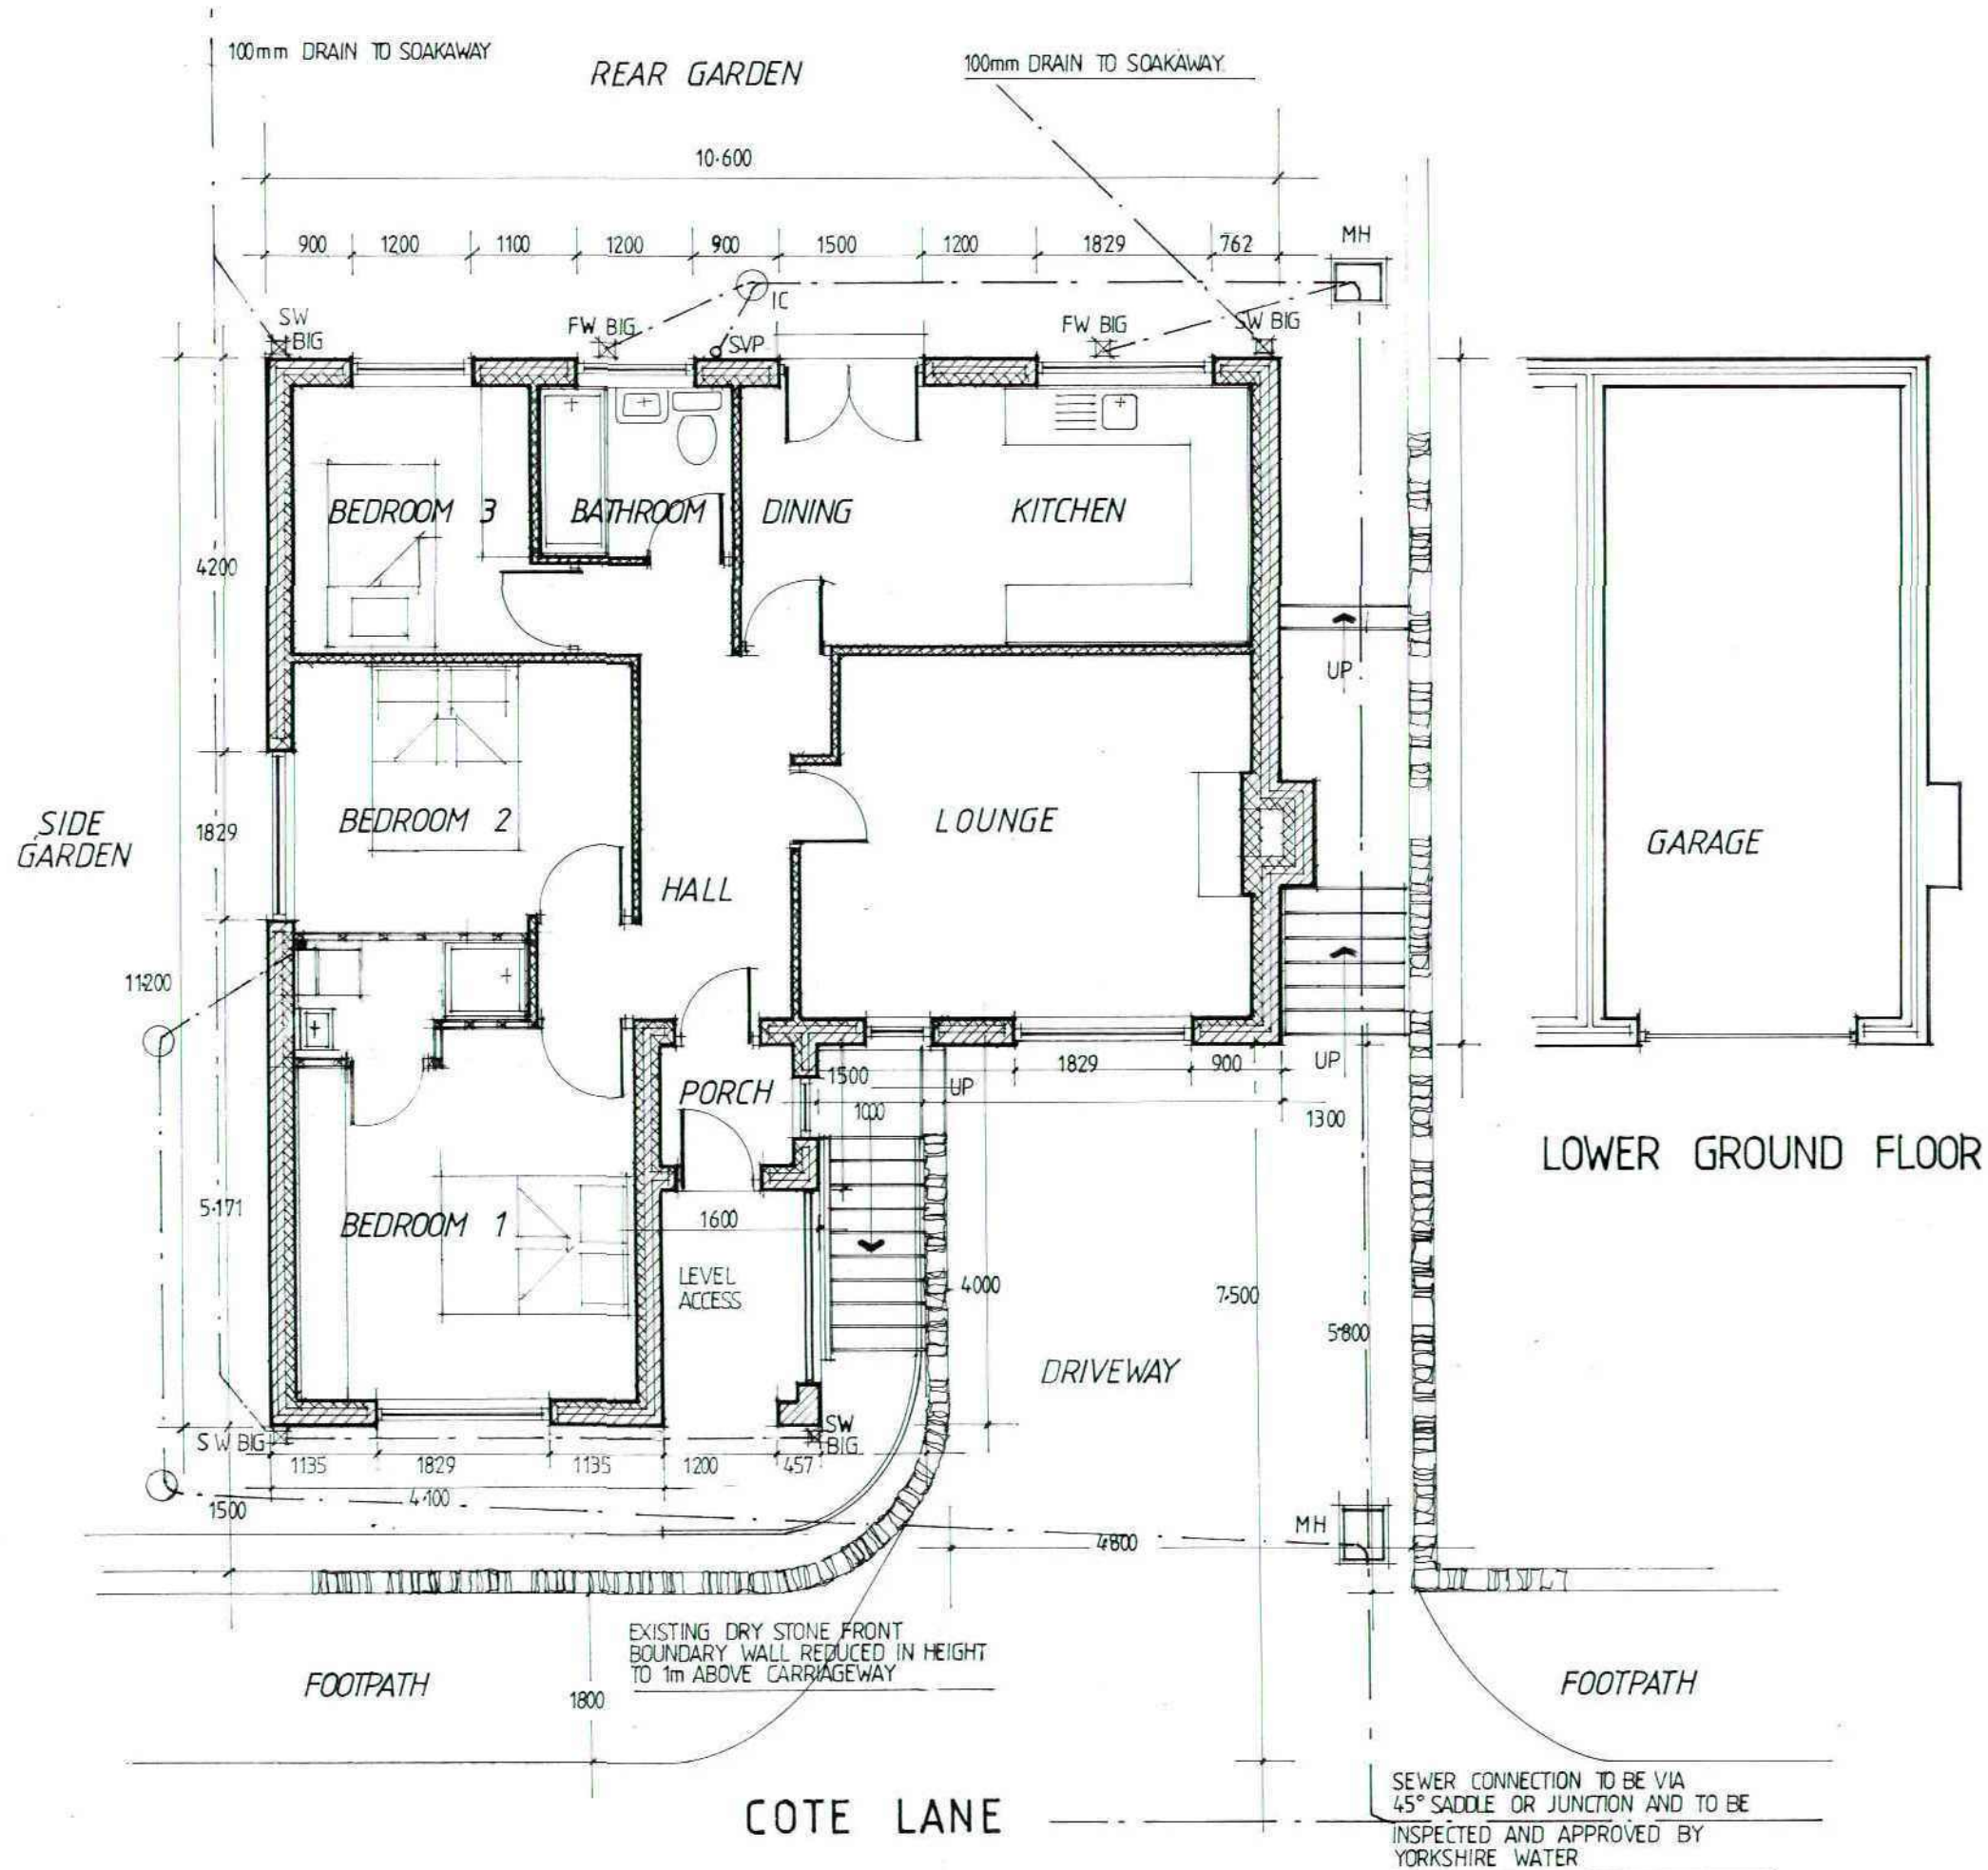 100mm DRAIN TO SOAKAWAY
REAR GARDEN
100mm DRAIN TO SOAKAWAY.
10·600
900 1200 1100 1200 900 1500 1200 1829 762
MH
IC
SW
BIG
FW BIG
SVP
FW BIG
SW BIG
BEDROOM 3
BATHROOM
DINING
KITCHEN
4200
UP
SIDE
GARDEN
1829
BEDROOM 2
HALL
LOUNGE
GARAGE
11200
PORCH
1500
1000
UP
1829
900
UP
1300
LOWER GROUND FLOOR
5·171
BEDROOM 1
1600
LEVEL
ACCESS
4000
7·500
5·800
DRIVEWAY
SW BIG
SW
BIG
1135 1829 1135 1200 457
4·100
1500
MH
4800
EXISTING DRY STONE FRONT
BOUNDARY WALL REDUCED IN HEIGHT
TO 1m ABOVE CARRIAGEWAY
FOOTPATH
1800
FOOTPATH
COTE LANE
SEWER CONNECTION TO BE VIA
45° SADDLE OR JUNCTION AND TO BE
INSPECTED AND APPROVED BY
YORKSHIRE WATER